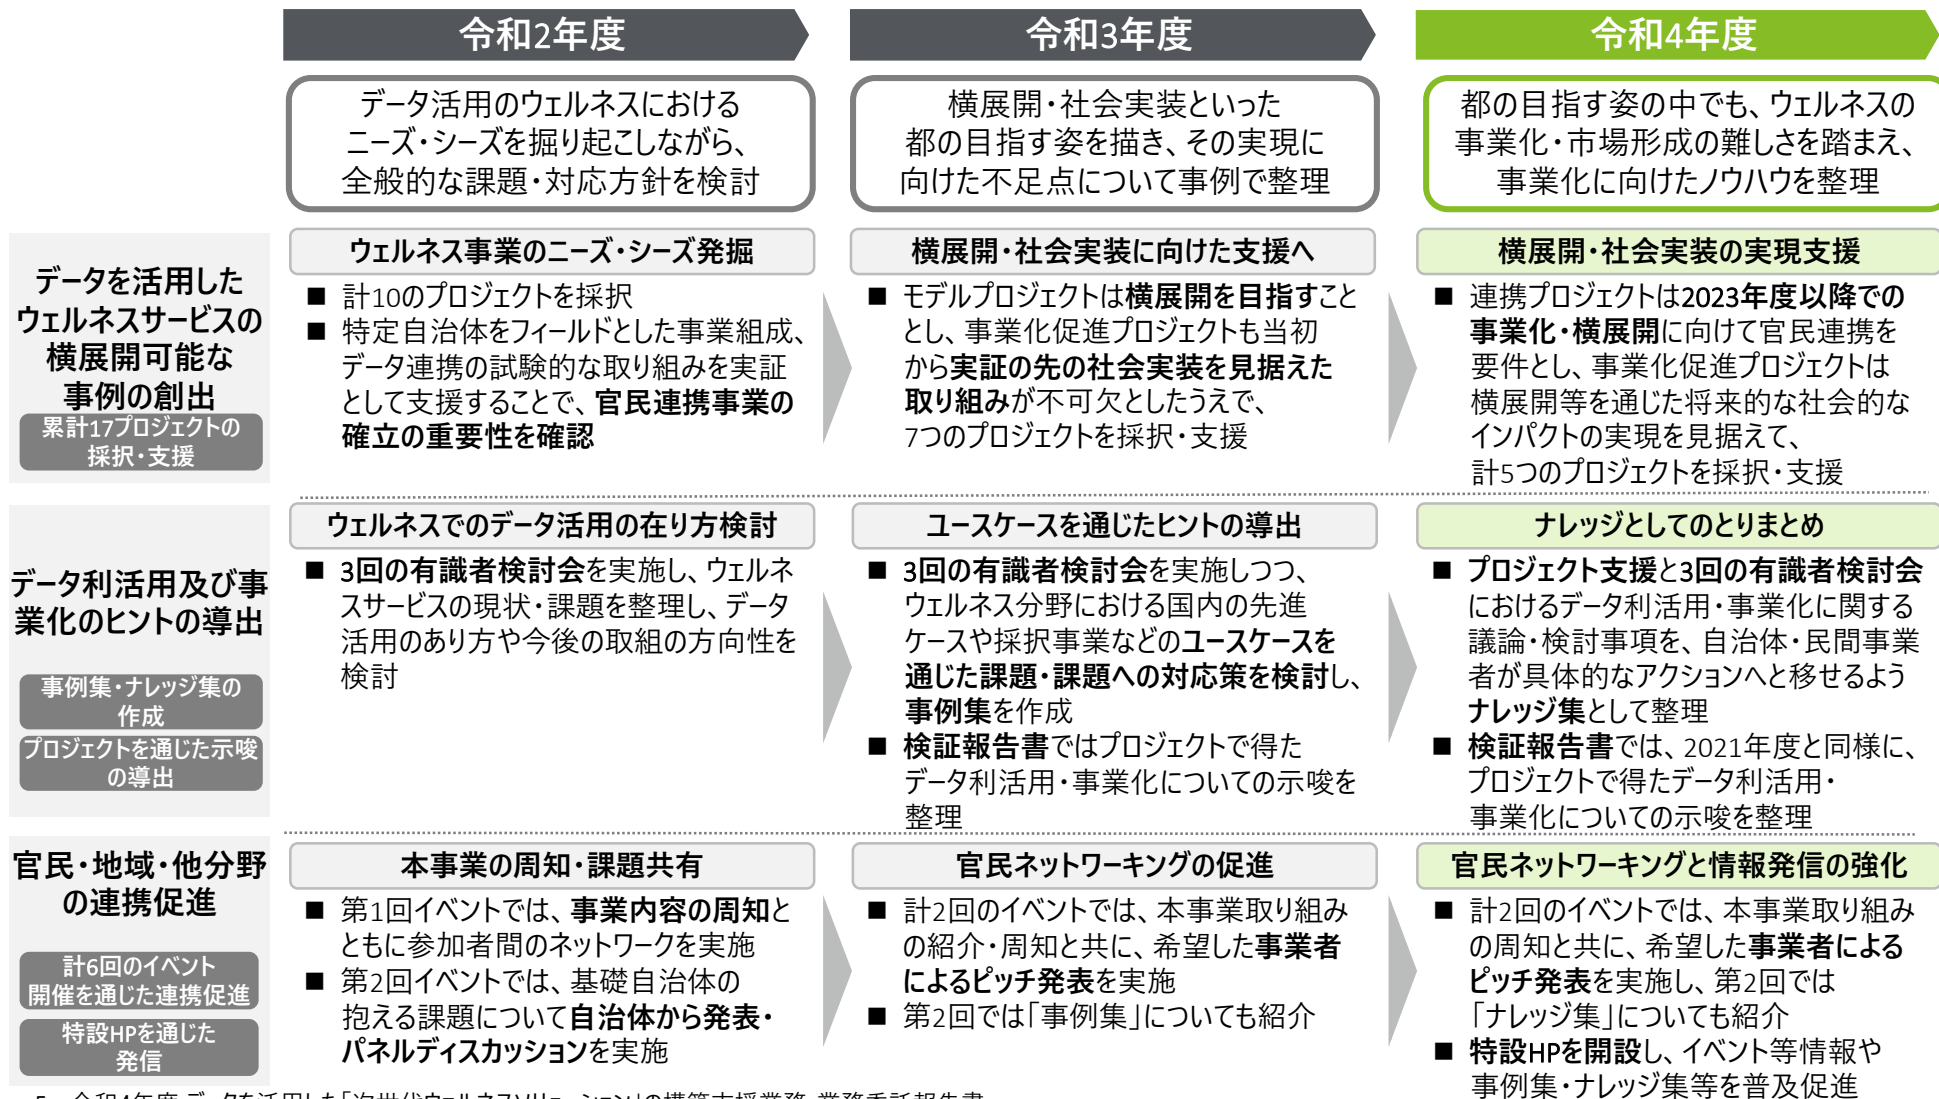 令和2年度
令和3年度
令和4年度
データ活用のウェルネスにおける
ニーズ・シーズを掘り起こしながら、
全般的な課題・対応方針を検討
横展開・社会実装といった
都の目指す姿を描き、その実現に
向けた不足点について事例で整理
都の目指す姿の中でも、ウェルネスの
事業化・市場形成の難しさを踏まえ、
事業化に向けたノウハウを整理
データを活用した
ウェルネスサービスの
横展開可能な
事例の創出
累計17プロジェクトの
採択・支援
ウェルネス事業のニーズ・シーズ発掘
■ 計10のプロジェクトを採択
■ 特定自治体をフィールドとした事業組成、
データ連携の試験的な取り組みを実証
として支援することで、官民連携事業の
確立の重要性を確認
横展開・社会実装に向けた支援へ
■ モデルプロジェクトは横展開を目指すこと
とし、事業化促進プロジェクトも当初
から実証の先の社会実装を見据えた
取り組みが不可欠としたうえで、
7つのプロジェクトを採択・支援
横展開・社会実装の実現支援
■ 連携プロジェクトは2023年度以降での
事業化・横展開に向けて官民連携を
要件とし、事業化促進プロジェクトは
横展開等を通じた将来的な社会的な
インパクトの実現を見据えて、
計5つのプロジェクトを採択・支援
データ利活用及び事
業化のヒントの導出
事例集・ナレッジ集の
作成
プロジェクトを通じた示唆
の導出
ウェルネスでのデータ活用の在り方検討
■ 3回の有識者検討会を実施し、ウェルネ
スサービスの現状・課題を整理し、データ
活用のあり方や今後の取組の方向性を
検討
ユースケースを通じたヒントの導出
■ 3回の有識者検討会を実施しつつ、
ウェルネス分野における国内の先進
ケースや採択事業などのユースケースを
通じた課題・課題への対応策を検討し、
事例集を作成
■ 検証報告書ではプロジェクトで得た
データ利活用・事業化についての示唆を
整理
ナレッジとしてのとりまとめ
■ プロジェクト支援と3回の有識者検討会
におけるデータ利活用・事業化に関する
議論・検討事項を、自治体・民間事業
者が具体的なアクションへと移せるよう
ナレッジ集として整理
■ 検証報告書では、2021年度と同様に、
プロジェクトで得たデータ利活用・
事業化についての示唆を整理
官民・地域・他分野
の連携促進
計6回のイベント
開催を通じた連携促進
特設HPを通じた
発信
本事業の周知・課題共有
■ 第1回イベントでは、事業内容の周知と
ともに参加者間のネットワークを実施
■ 第2回イベントでは、基礎自治体の
抱える課題について自治体から発表・
パネルディスカッションを実施
官民ネットワーキングの促進
■ 計2回のイベントでは、本事業取り組み
の紹介・周知と共に、希望した事業者
によるピッチ発表を実施
■ 第2回では「事例集」についても紹介
官民ネットワーキングと情報発信の強化
■ 計2回のイベントでは、本事業取り組み
の周知と共に、希望した事業者による
ピッチ発表を実施し、第2回では
「ナレッジ集」についても紹介
■ 特設HPを開設し、イベント等情報や
事例集・ナレッジ集等を普及促進
5 令和4年度 データを活用した「次世代ウェルネスソリューション」の構築支援業務 業務委託報告書